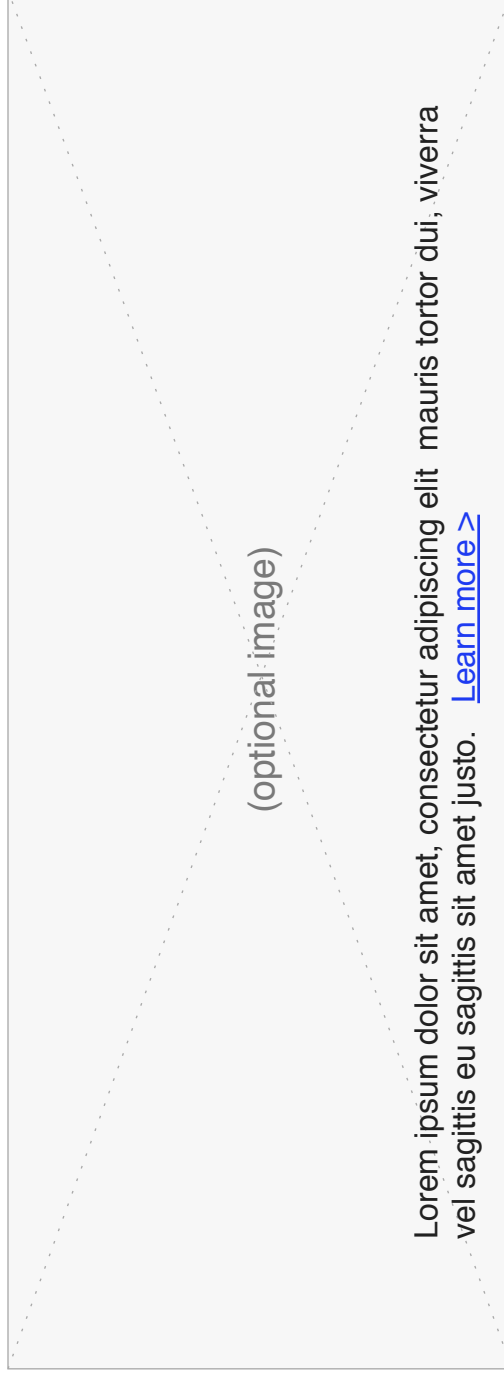 (optional image)
Lorem ipsum dolor sit amet, consectetur adipiscing elit  mauris tortor dui, viverra
vel sagittis eu sagittis sit amet justo.  Learn more >